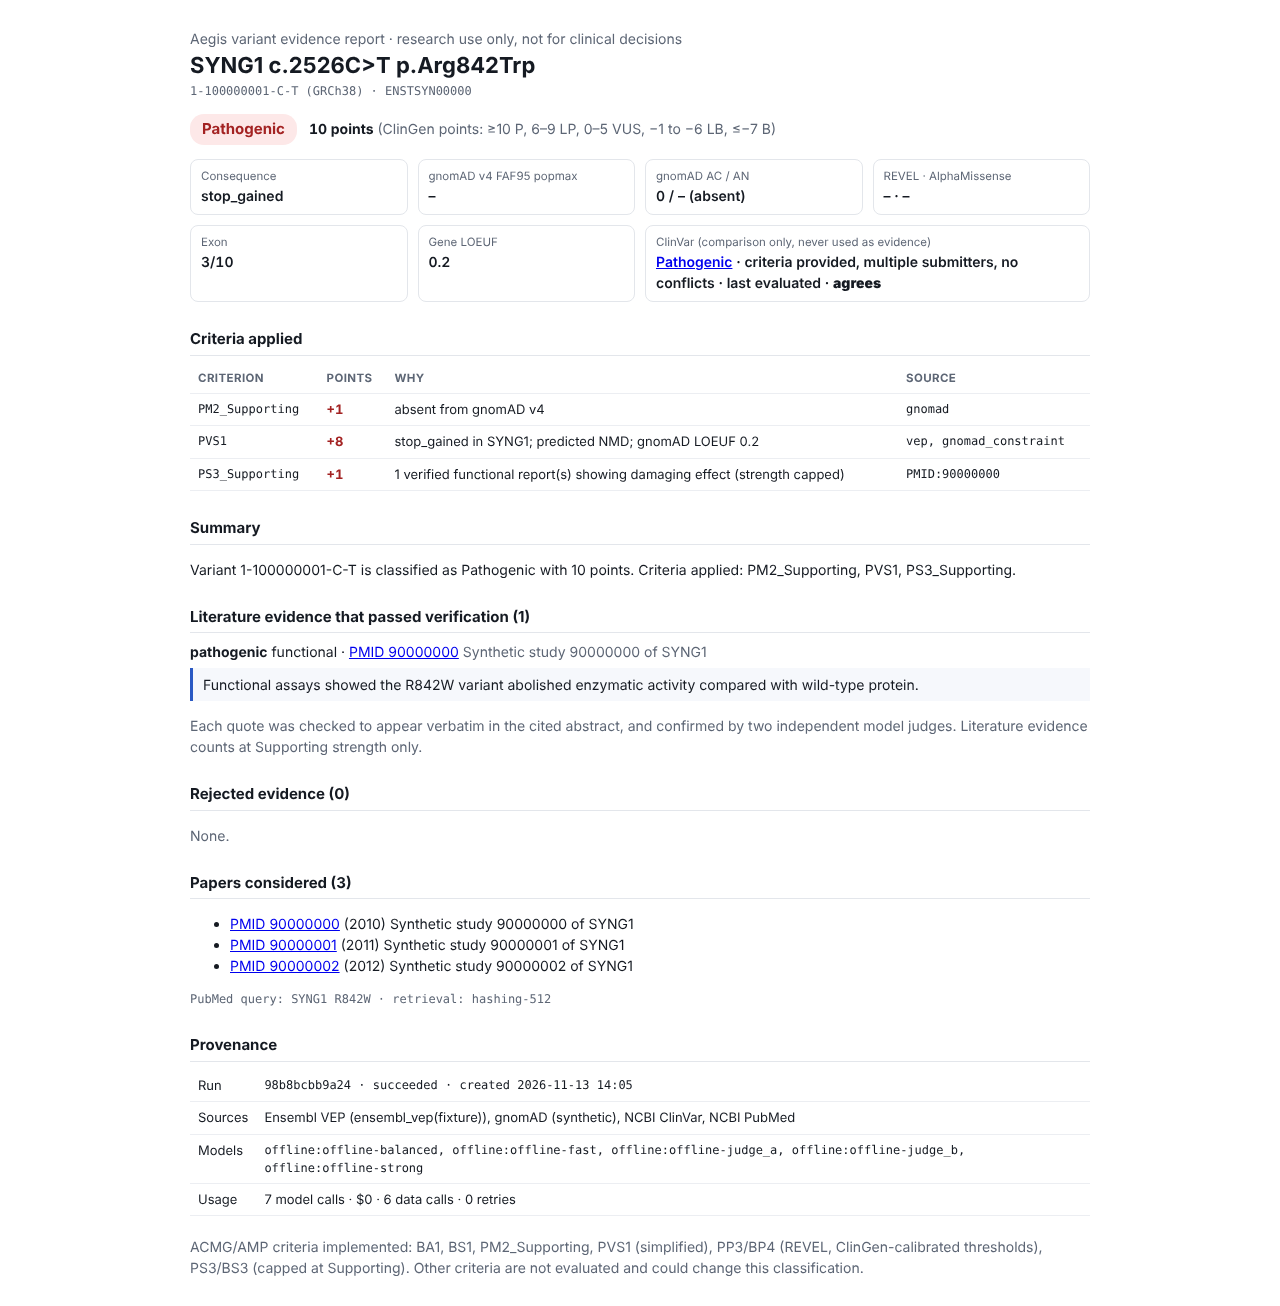 Aegis variant evidence report · research use only, not for clinical decisions
SYNG1 c.2526C>T p.Arg842Trp
1-100000001-C-T (GRCh38) · ENSTSYN00000
Pathogenic 10 points (ClinGen points: ≥10 P, 6–9 LP, 0–5 VUS, −1 to −6 LB, ≤−7 B)
Consequence
stop_gained
gnomAD v4 FAF95 popmax
–
gnomAD AC / AN
0 / – (absent)
REVEL · AlphaMissense
– · –
Exon
3/10
Gene LOEUF
0.2
ClinVar (comparison only, never used as evidence)
Pathogenic · criteria provided, multiple submitters, no
conflicts · last evaluated · agrees
Criteria applied
CRITERION POINTS WHY SOURCE
PM2_Supporting +1 absent from gnomAD v4 gnomad
PVS1 +8 stop_gained in SYNG1; predicted NMD; gnomAD LOEUF 0.2 vep, gnomad_constraint
PS3_Supporting +1 1 verified functional report(s) showing damaging effect (strength capped) PMID:90000000
Summary
Variant 1-100000001-C-T is classified as Pathogenic with 10 points. Criteria applied: PM2_Supporting, PVS1, PS3_Supporting.
Literature evidence that passed verification (1)
pathogenic functional · PMID 90000000 Synthetic study 90000000 of SYNG1
Functional assays showed the R842W variant abolished enzymatic activity compared with wild-type protein.
Each quote was checked to appear verbatim in the cited abstract, and confirmed by two independent model judges. Literature evidence
counts at Supporting strength only.
Rejected evidence (0)
None.
Papers considered (3)
• PMID 90000000 (2010) Synthetic study 90000000 of SYNG1
• PMID 90000001 (2011) Synthetic study 90000001 of SYNG1
• PMID 90000002 (2012) Synthetic study 90000002 of SYNG1
PubMed query: SYNG1 R842W · retrieval: hashing-512
Provenance
Run 98b8bcbb9a24 · succeeded · created 2026-11-13 14:05
Sources Ensembl VEP (ensembl_vep(fixture)), gnomAD (synthetic), NCBI ClinVar, NCBI PubMed
Models offline:offline-balanced, offline:offline-fast, offline:offline-judge_a, offline:offline-judge_b,
offline:offline-strong
Usage 7 model calls · $0 · 6 data calls · 0 retries
ACMG/AMP criteria implemented: BA1, BS1, PM2_Supporting, PVS1 (simplified), PP3/BP4 (REVEL, ClinGen-calibrated thresholds),
PS3/BS3 (capped at Supporting). Other criteria are not evaluated and could change this classification.